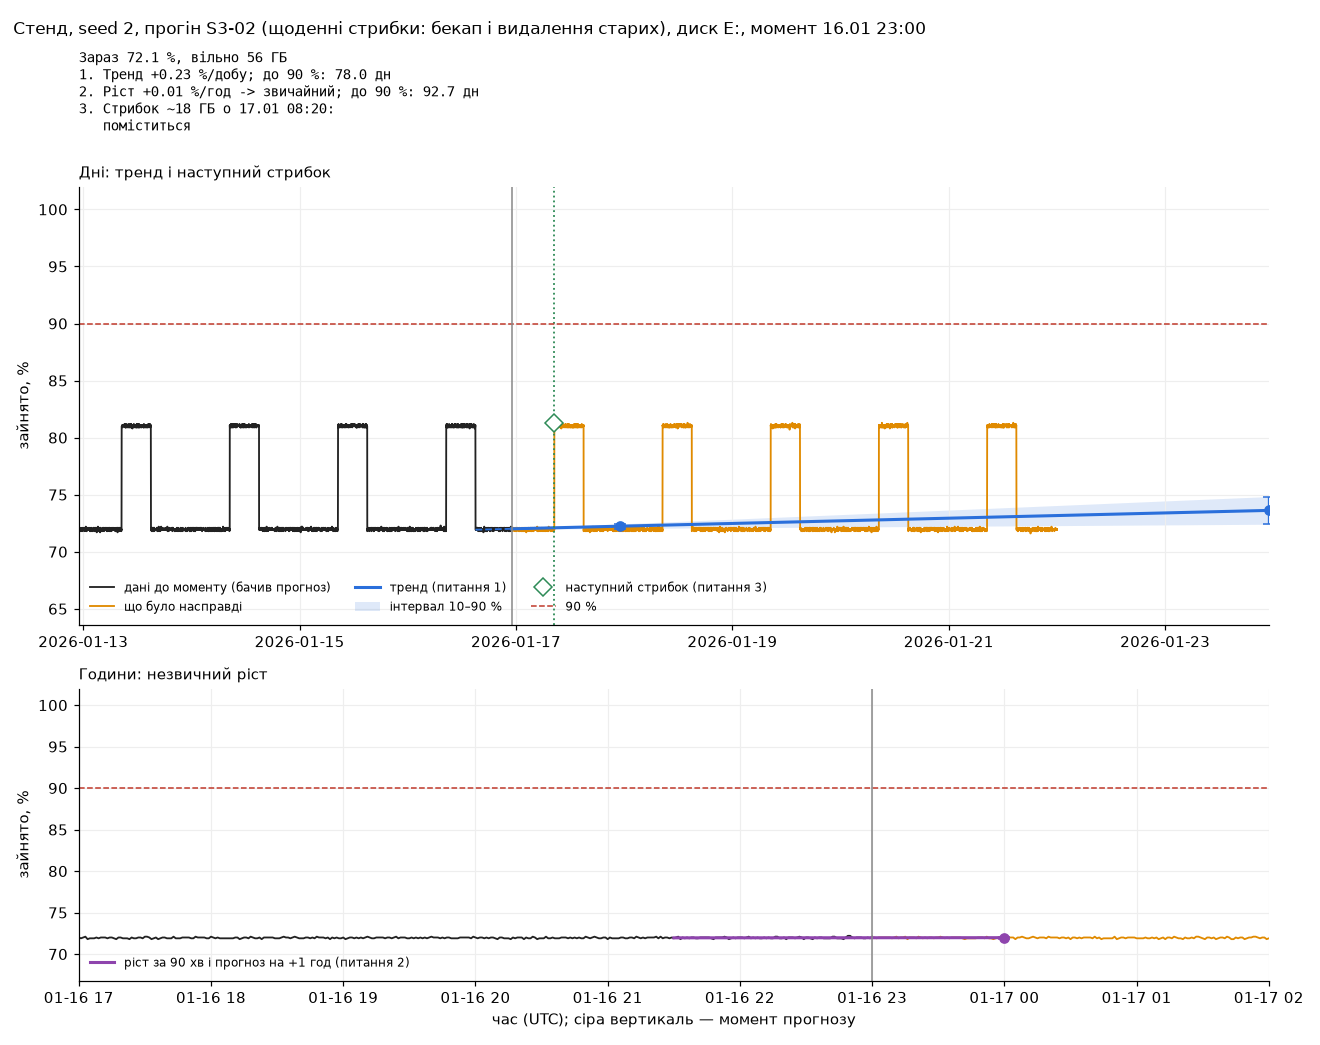 Стенд, seed 2, прогін S3-02 (щоденні стрибки: бекап і видалення старих), диск E:, момент 16.01 23:00
Зараз 72.1 %, вільно 56 ГБ
1. Тренд +0.23 %/добу; до 90 %: 78.0 дн
2. Ріст +0.01 %/год -> звичайний; до 90 %: 92.7 дн
3. Стрибок ~18 ГБ о 17.01 08:20:
поміститься
Дні: тренд і наступний стрибок
100
95
90
85
80
75
70
65
зайнято, %
дані до моменту (бачив прогноз)
що було насправді
тренд (питання 1)
інтервал 10–90 %
наступний стрибок (питання 3)
90 %
2026-01-13
2026-01-15
2026-01-17
2026-01-19
2026-01-21
2026-01-23
Години: незвичний ріст
100
95
90
85
80
75
70
зайнято, %
ріст за 90 хв і прогноз на +1 год (питання 2)
01-16 17
01-16 18
01-16 19
01-16 20
01-16 21
01-16 22
01-16 23
01-17 00
01-17 01
01-17 02
час (UTC); сіра вертикаль — момент прогнозу